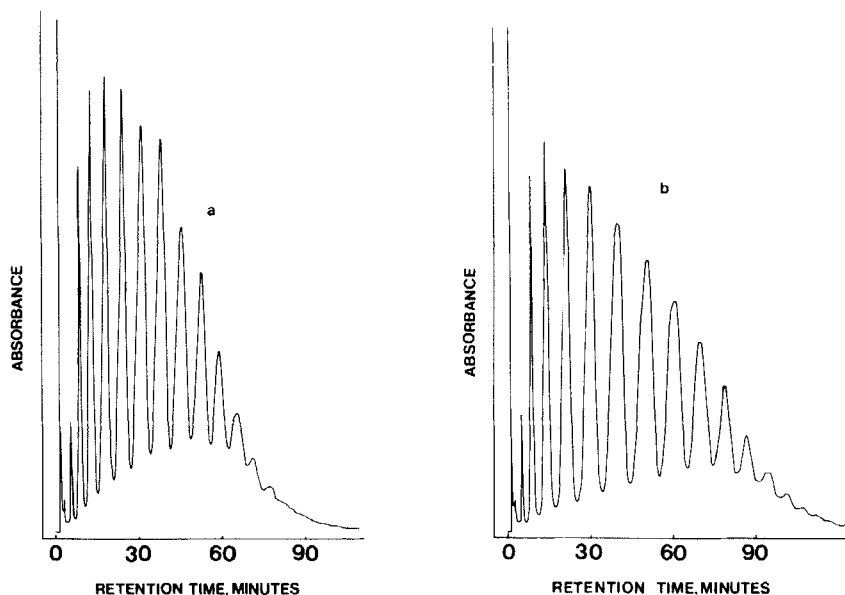 a
ABSORBANCE
0 30 60 90
RETENTION TIME, MINUTES
b
ABSORBANCE
0 30 60 90
RETENTION TIME, MINUTES